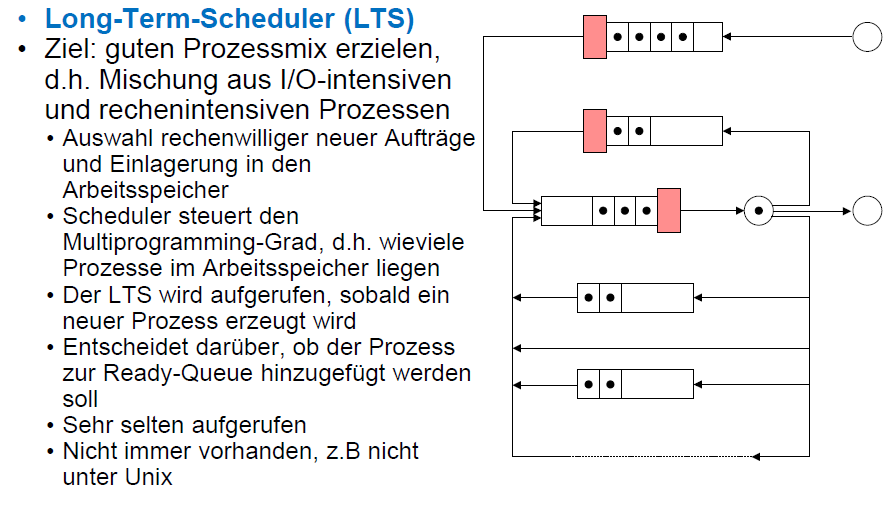 • Long-Term-Scheduler (LTS)
• Ziel: guten Prozessmix erzielen,
d.h. Mischung aus I/O-intensiven
und rechenintensiven Prozessen
• Auswahl rechenwilliger neuer Aufträge
und Einlagerung in den
Arbeitsspeicher
• Scheduler steuert den
Multiprogramming-Grad, d.h. wieviele
Prozesse im Arbeitsspeicher liegen
• Der LTS wird aufgerufen, sobald ein
neuer Prozess erzeugt wird
• Entscheidet darüber, ob der Prozess
zur Ready-Queue hinzugefügt werden
soll
• Sehr selten aufgerufen
• Nicht immer vorhanden, z.B nicht
unter Unix